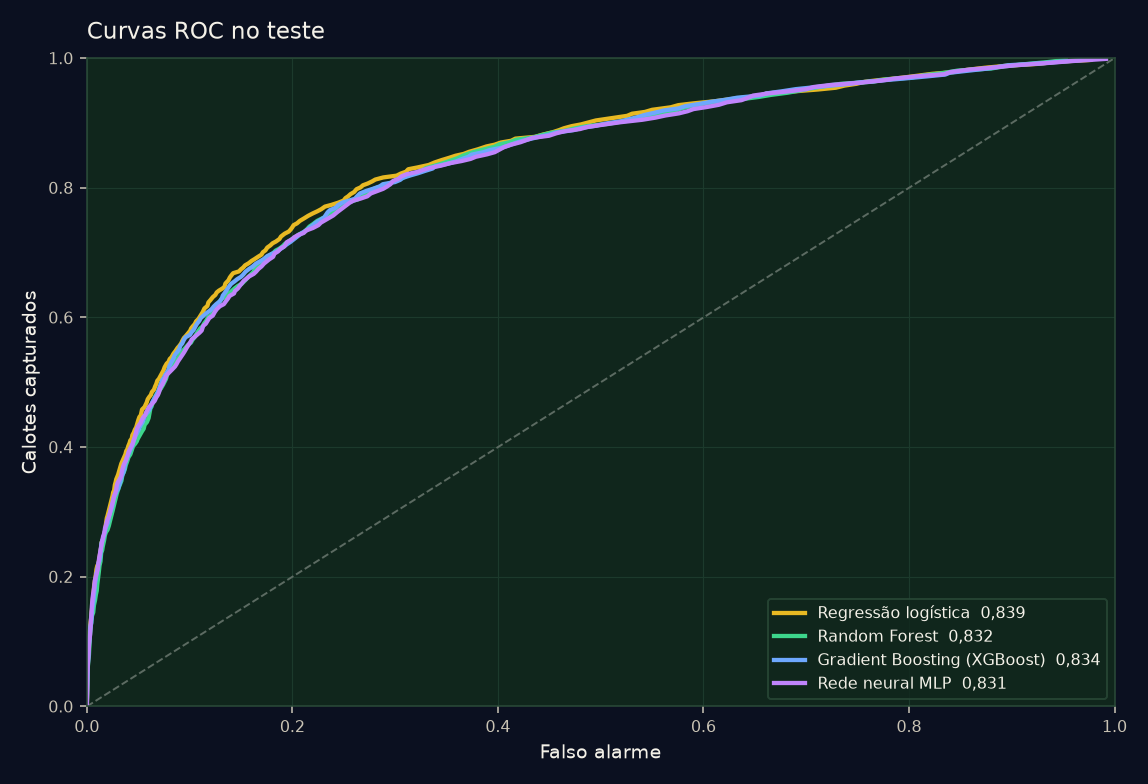 Curvas ROC no teste
1.0
0.8
0.6
0.4
0.2
0.0
Calotes capturados
Regressão logística 0,839
Random Forest 0,832
Gradient Boosting (XGBoost) 0,834
Rede neural MLP 0,831
0.0 0.2 0.4 0.6 0.8 1.0
Falso alarme